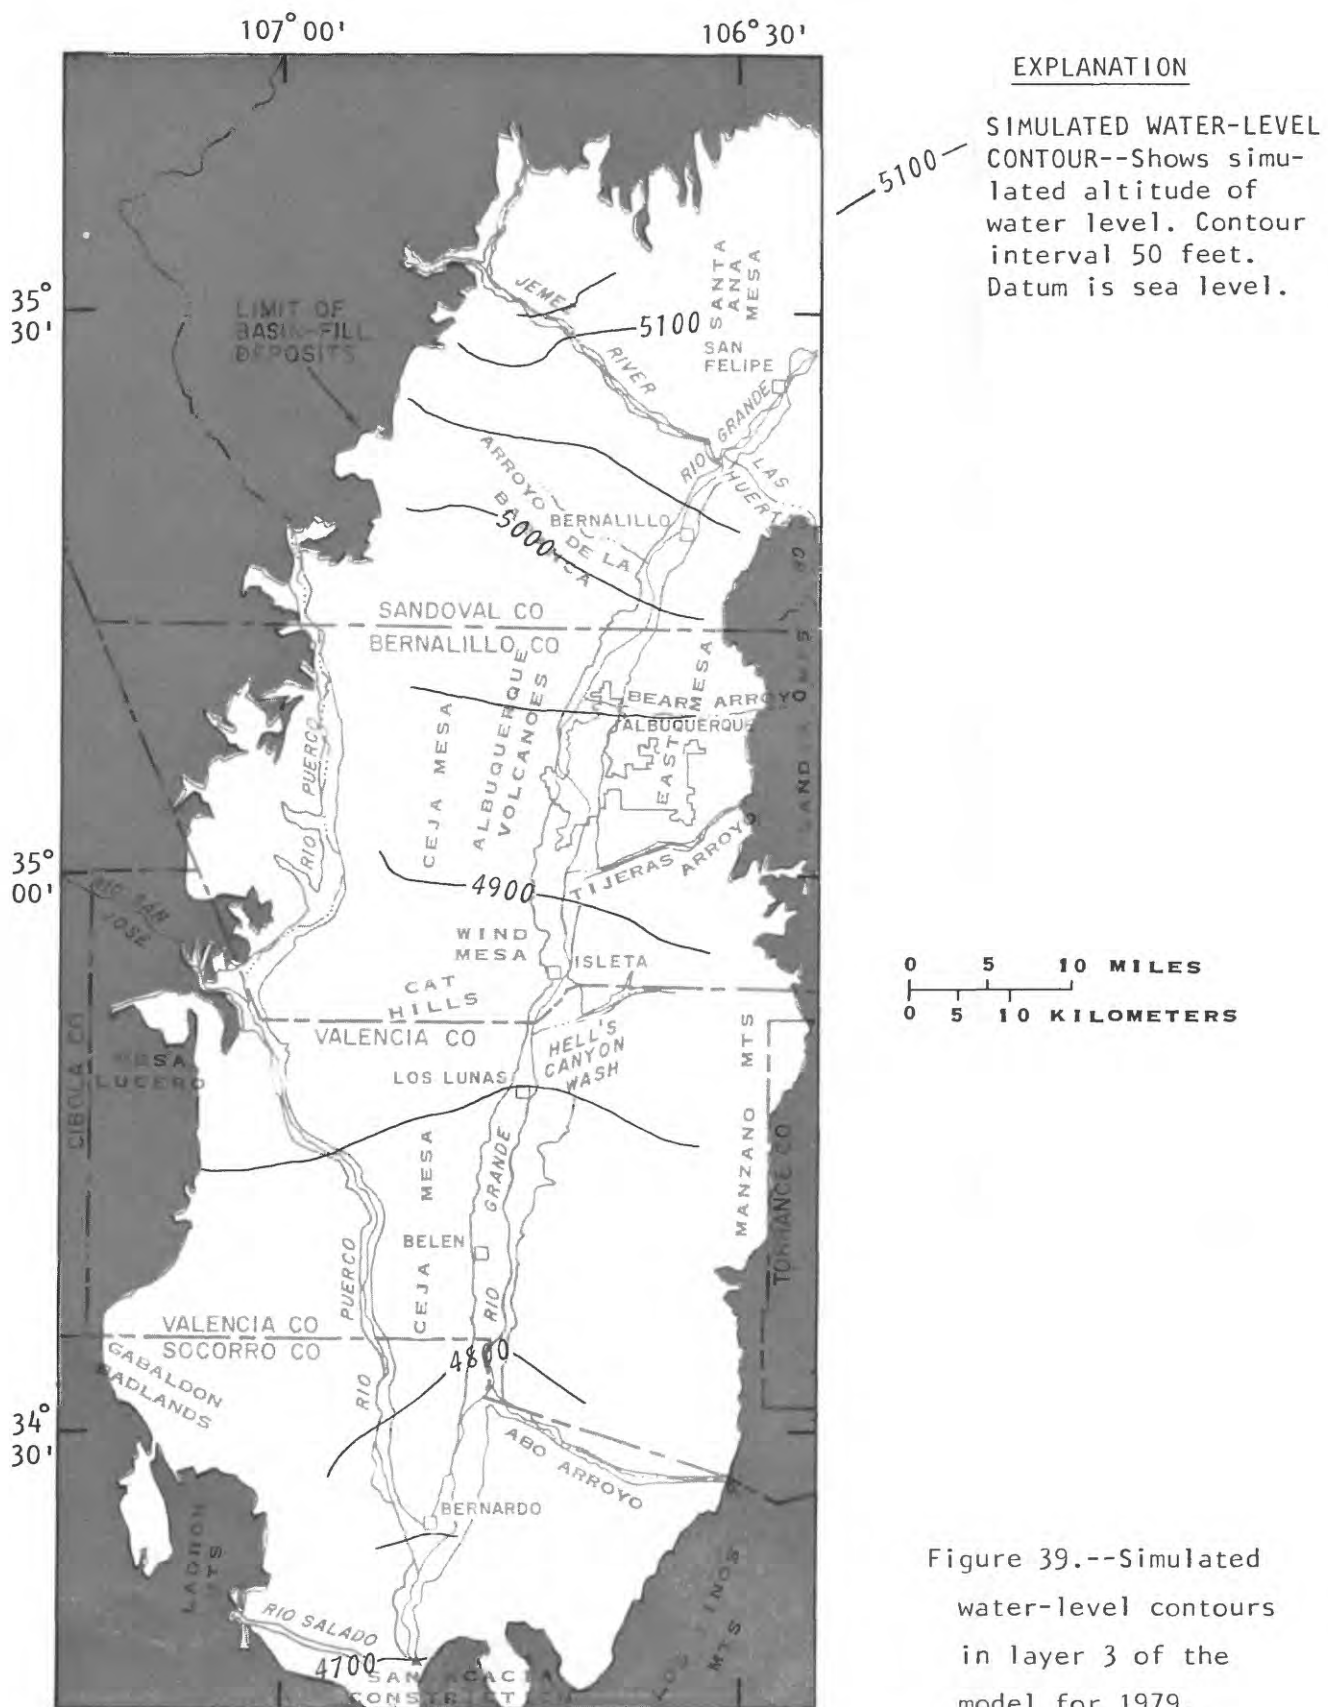 107°00'
106°30'
EXPLANATION
5100
SIMULATED WATER-LEVEL
CONTOUR--Shows simu-
lated altitude of
water level. Contour
interval 50 feet.
Datum is sea level.
35°
30'
LIMIT OF
BASIN-FILL
DEPOSITS
JEMEZ
RIVER
5100
SANTA
ANA
MESA
SAN
FELIPE
RIO GRANDE
LAS
HUERT
ARROYO
DE LA
5000
BERNALILLO
SANDOVAL CO
BERNALILLO CO
BEAR ARROYO
ALBUQUERQUE
EAST MESA
CEJA MESA
ALBUQUERQUE
VOLCANOES
RIO PUERCO
TIJERAS ARROYO
35°
00'
4900
RIO SAN
JOSE
WIND
MESA
ISLETA
CAT
HILLS
VALENCIA CO
HELL'S
CANYON
WASH
LOS LUNAS
MESA
LUCERO
CIBOLA CO
MANZANO MTS
TORRANCE CO
0 5 10 MILES
0 5 10 KILOMETERS
CEJA MESA
RIO GRANDE
BELEN
RIO PUERCO
VALENCIA CO
SOCORRO CO
GABALDON
BADLANDS
4800
34°
30'
ABO ARROYO
BERNARDO
LADRON
MTS
RIO SALADO
4700
SAN ACACIA
CONSTRICTION
LOS PINOS
MTS
Figure 39.--Simulated
water-level contours
in layer 3 of the
model for 1979